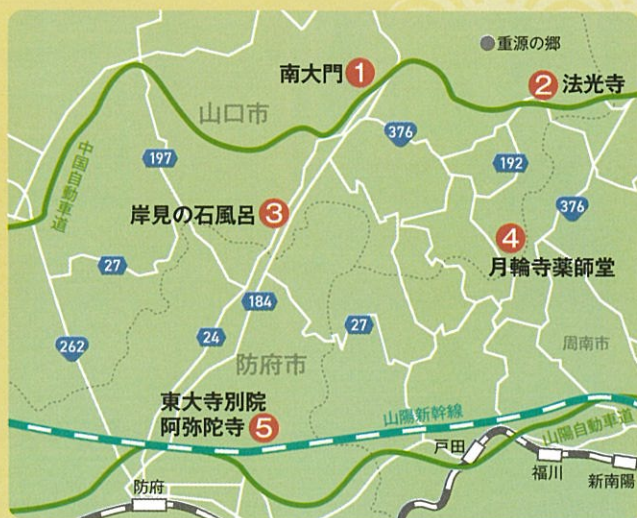 重源の郷
南大門 1
2 法光寺
山口市
376
中国自動車道
197
192
376
岸見の石風呂 3
4
月輪寺薬師堂
27
184
27
24
262
周南市
防府市
東大寺別院
阿弥陀寺 5
山陽新幹線
山陽自動車道
戸田
福川
新南陽
防府